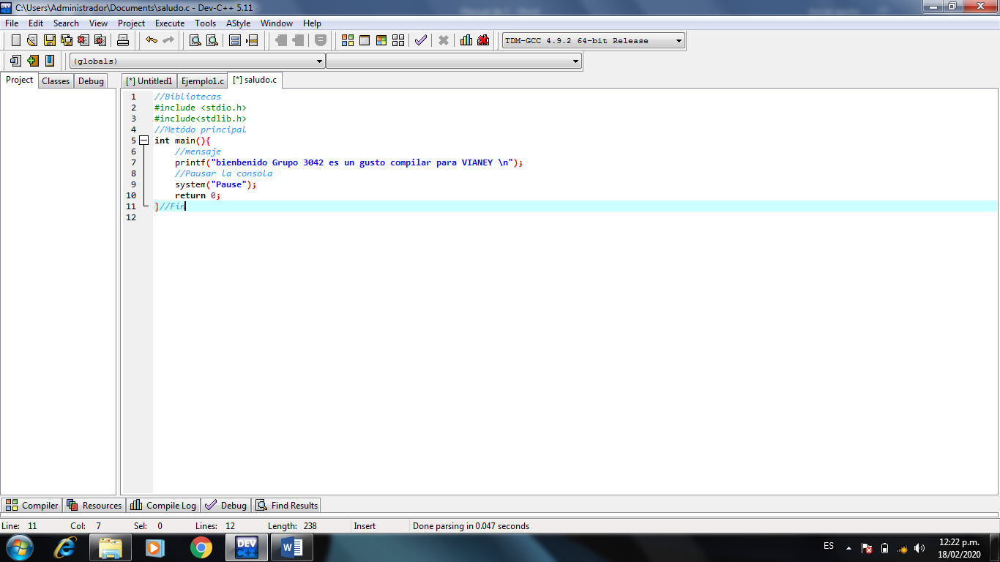 C:\Users\Administrador\Documents\saludo.c - Dev-C++ 5.11
File Edit Search View Project Execute Tools AStyle Window Help
TDM-GCC 4.9.2 64-bit Release
(globals)
Project Classes Debug [*] Untitled1 Ejemplo1.c [*] saludo.c
1 //Bibliotecas
2 #include <stdio.h>
3 #include<stdlib.h>
4 //Metódo principal
5 int main(){
6 //mensaje
7 printf("bienbenido Grupo 3042 es un gusto compilar para VIANEY \n");
8 //Pausar la consola
9 system("Pause");
10 return 0;
11 }//Fin
12
Compiler Resources Compile Log Debug Find Results
Line: 11 Col: 7 Sel: 0 Lines: 12 Length: 238 Insert Done parsing in 0.047 seconds
DEV C++ W ES 12:22 p.m.
18/02/2020